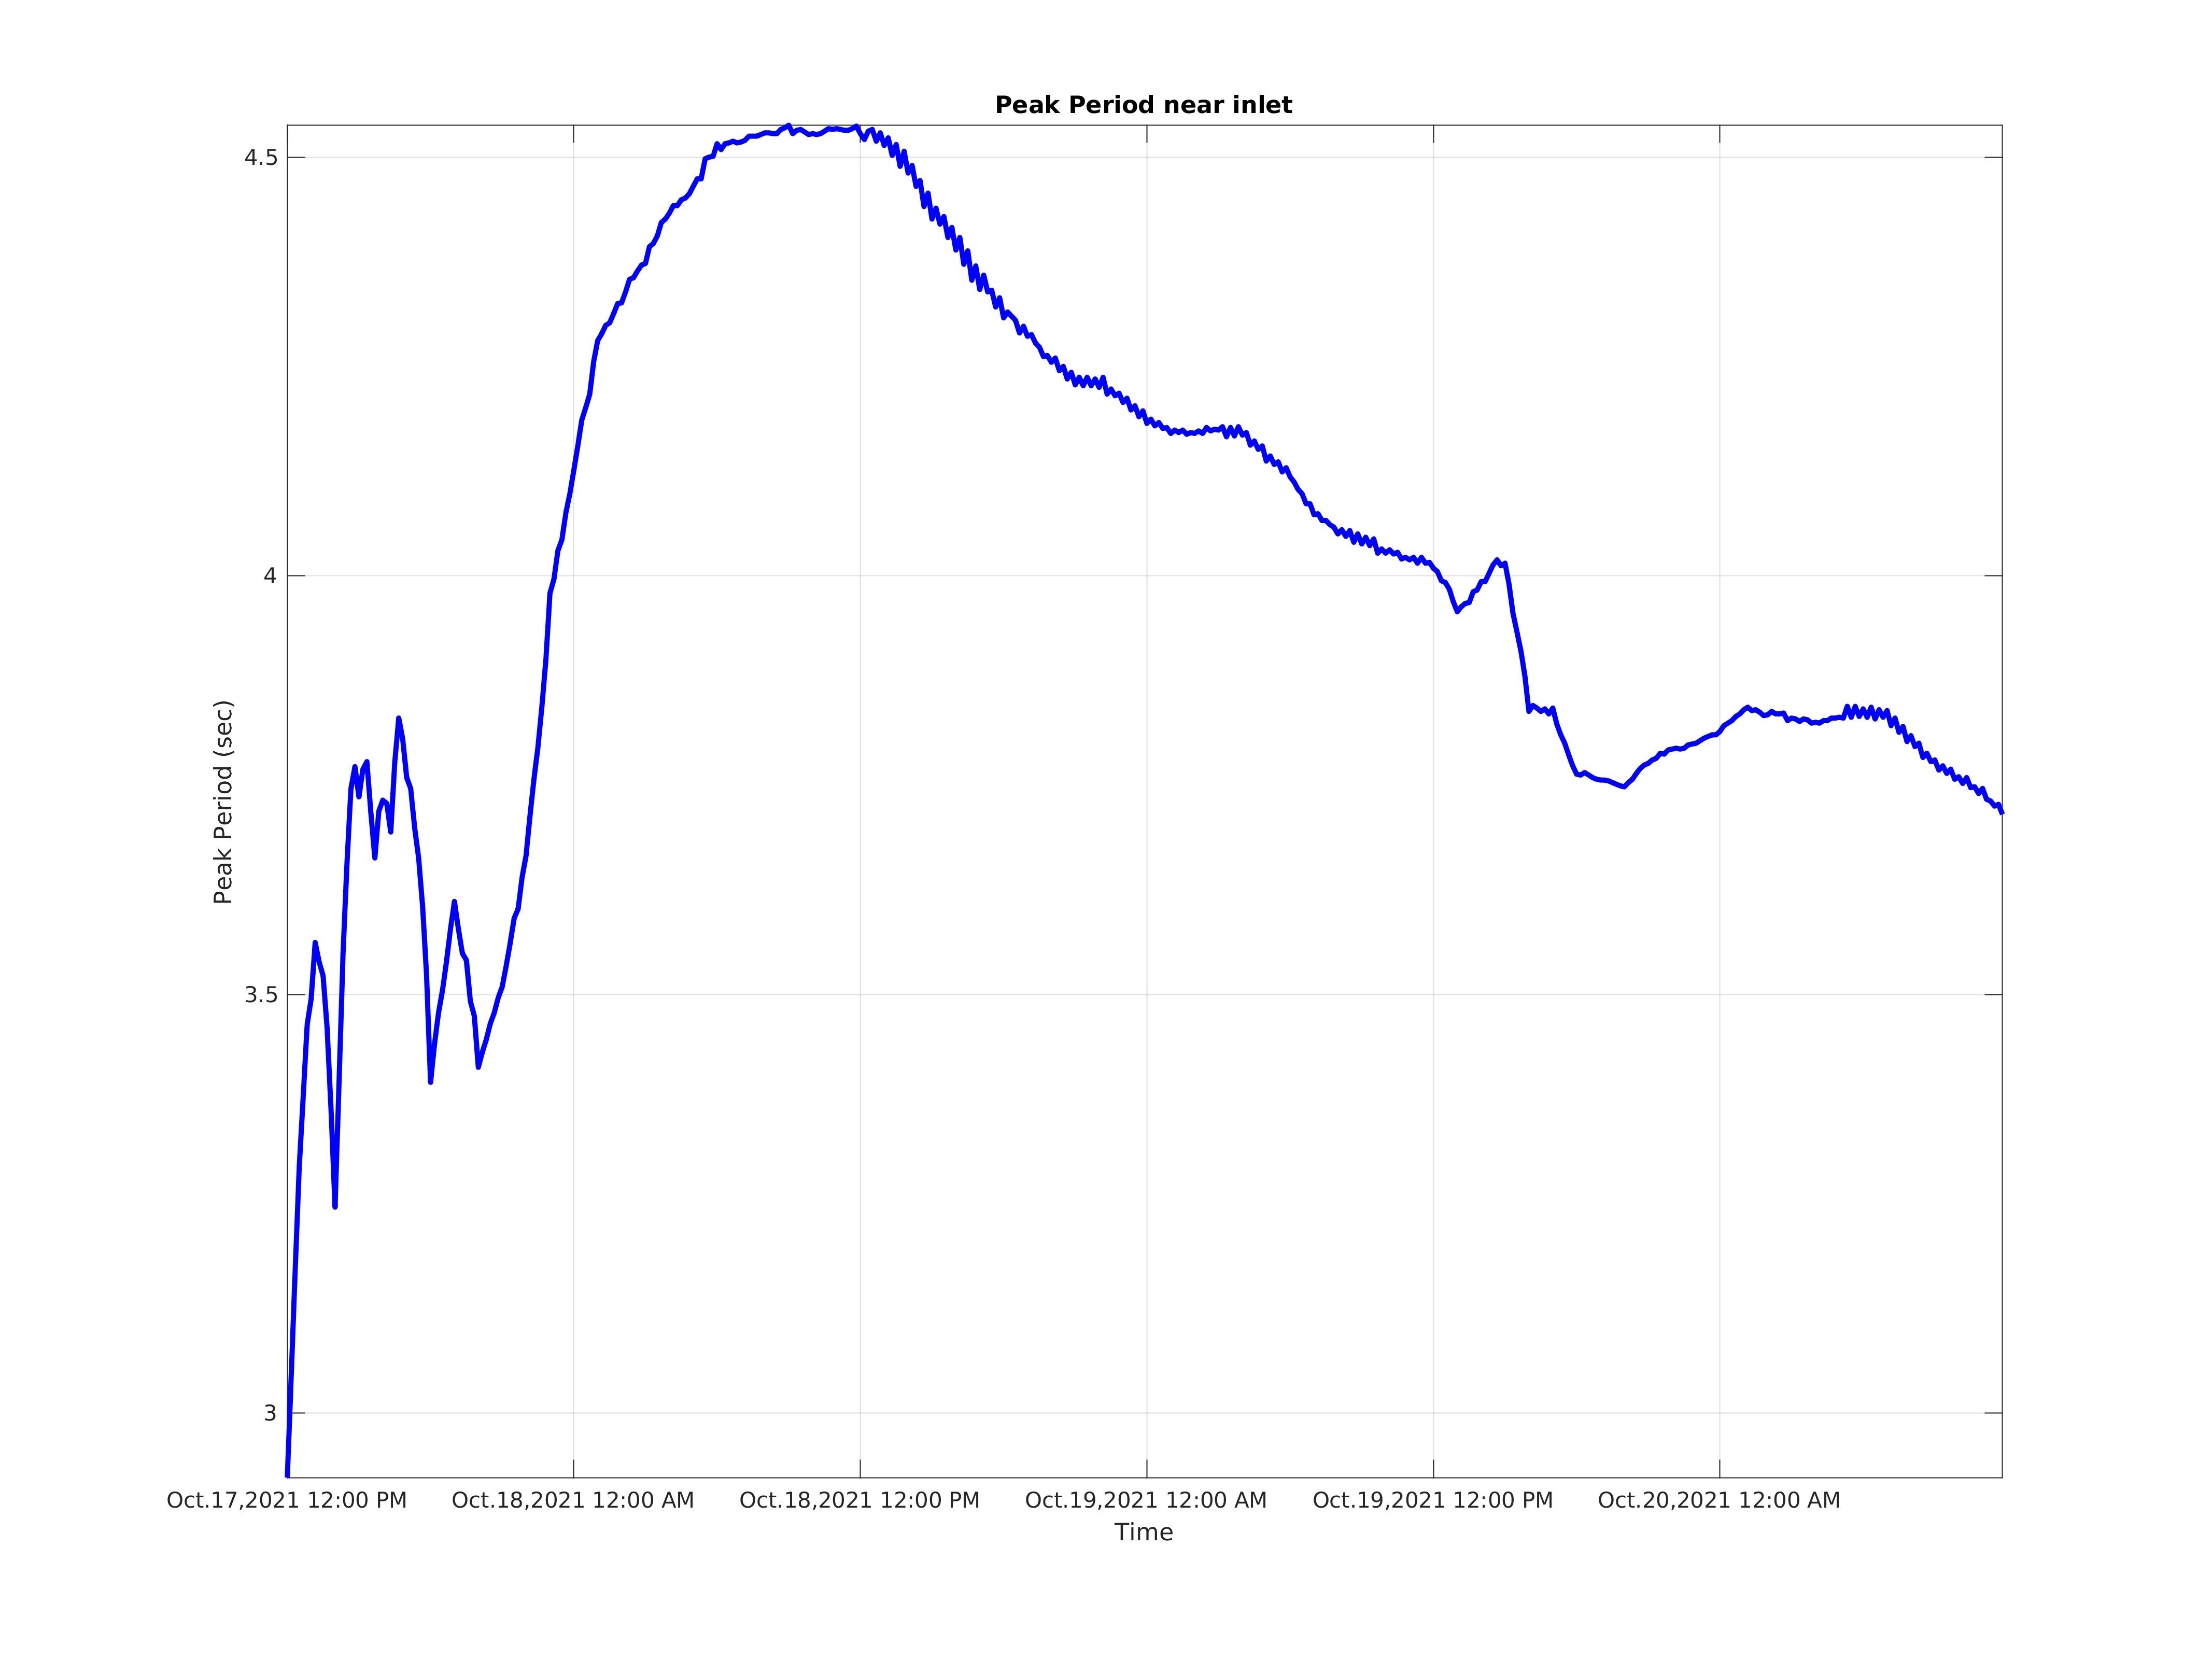 Peak Period near inlet
4.5
4
3.5
3
Peak Period (sec)
Oct.17,2021 12:00 PM Oct.18,2021 12:00 AM Oct.18,2021 12:00 PM Oct.19,2021 12:00 AM Oct.19,2021 12:00 PM Oct.20,2021 12:00 AM
Time